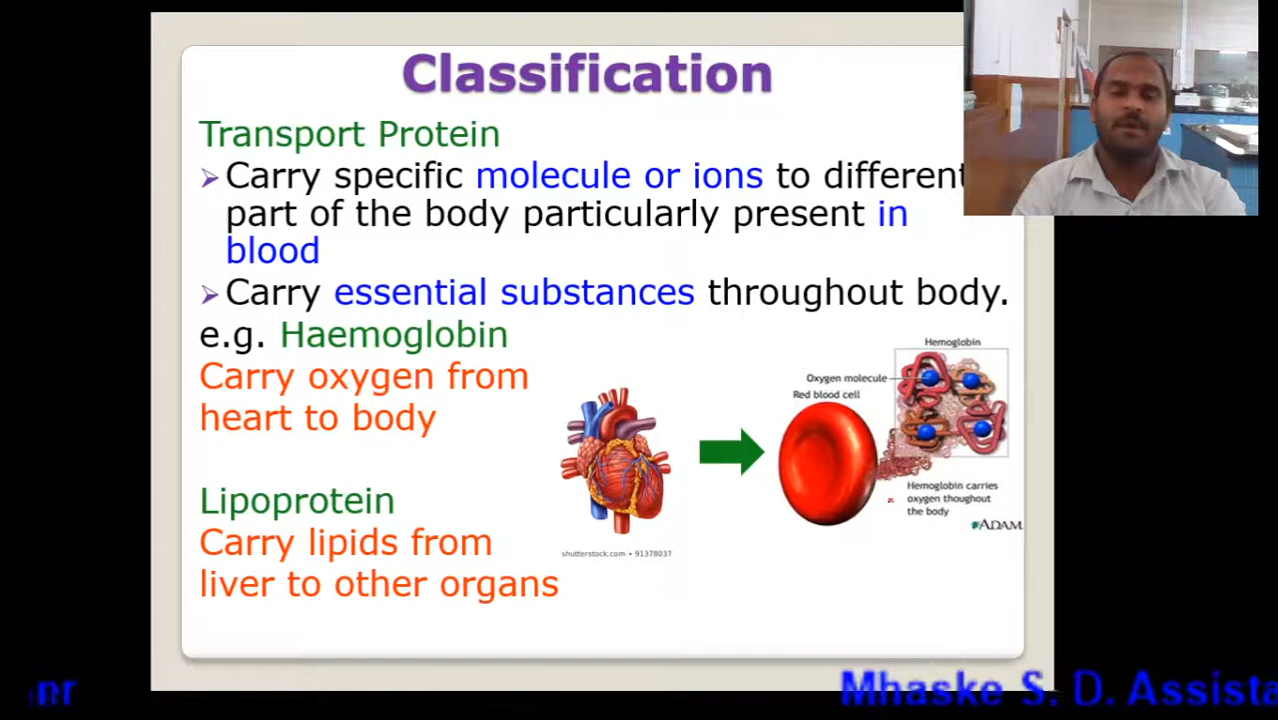 Classification
Transport Protein
Carry specific molecule or ions to different
part of the body particularly present in
blood
Carry essential substances throughout body.
e.g. Haemoglobin
Carry oxygen from
heart to body
Lipoprotein
Carry lipids from
liver to other organs
shutterstock.com • 91378037
Hemoglobin
Oxygen molecule
Red blood cell
Hemoglobin carries
oxygen thoughout
the body
ADAM
Mhaske S. D. Assista